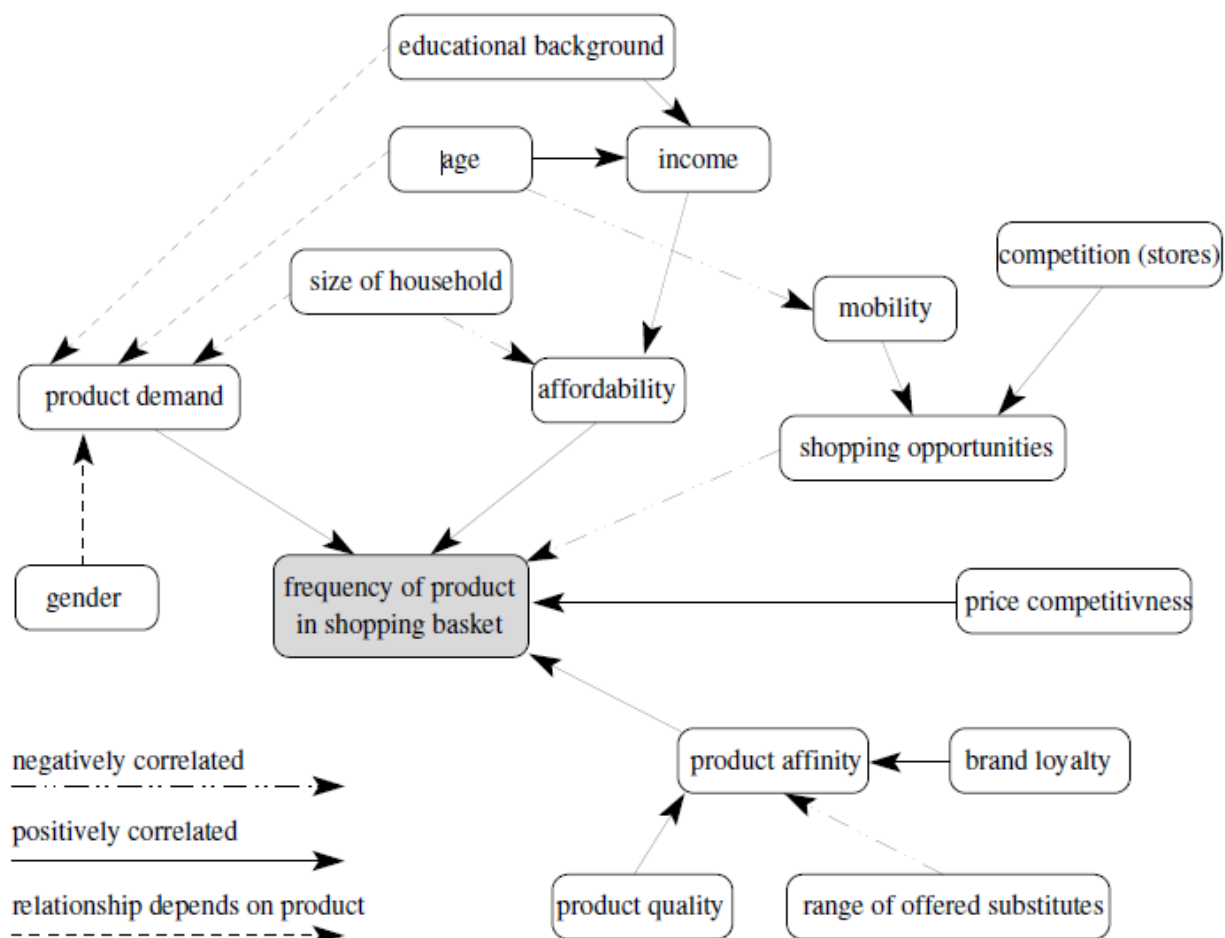 educational background
age
income
size of household
competition (stores)
mobility
product demand
affordability
shopping opportunities
gender
frequency of product
in shopping basket
price competitivness
negatively correlated
product affinity
brand loyalty
positively correlated
relationship depends on product
product quality
range of offered substitutes